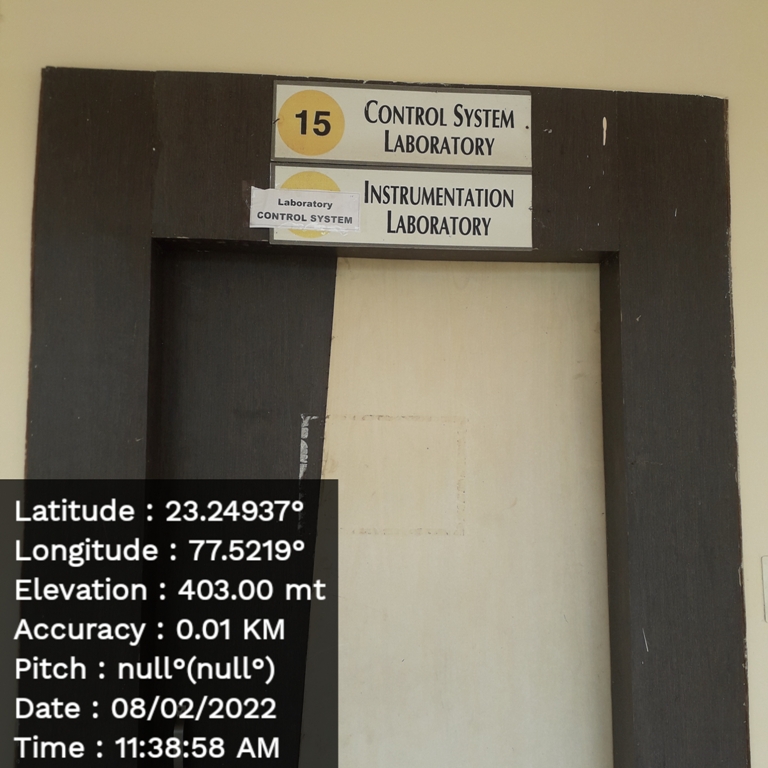 15
CONTROL SYSTEM
LABORATORY
INSTRUMENTATION
LABORATORY
Laboratory
CONTROL SYSTEM
Latitude : 23.24937°
Longitude : 77.5219°
Elevation : 403.00 mt
Accuracy : 0.01 KM
Pitch : null°(null°)
Date : 08/02/2022
Time : 11:38:58 AM